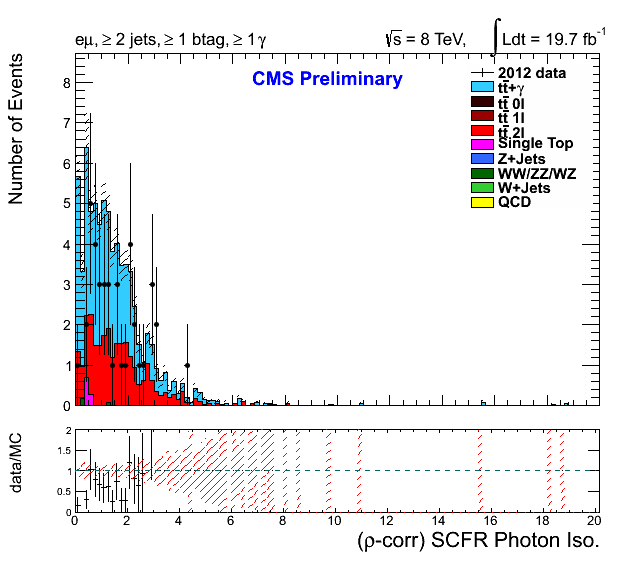 eμ, ≥ 2 jets, ≥ 1 btag, ≥ 1 γ √s = 8 TeV, ∫ Ldt = 19.7 fb⁻¹
CMS Preliminary
2012 data
tt̄+γ
tt̄ 0l
tt̄ 1l
tt̄ 2l
Single Top
Z+Jets
WW/ZZ/WZ
W+Jets
QCD
Number of Events
8
7
6
5
4
3
2
1
0
data/MC
2
1.5
1
0.5
0
0 2 4 6 8 10 12 14 16 18 20
(ρ-corr) SCFR Photon Iso.